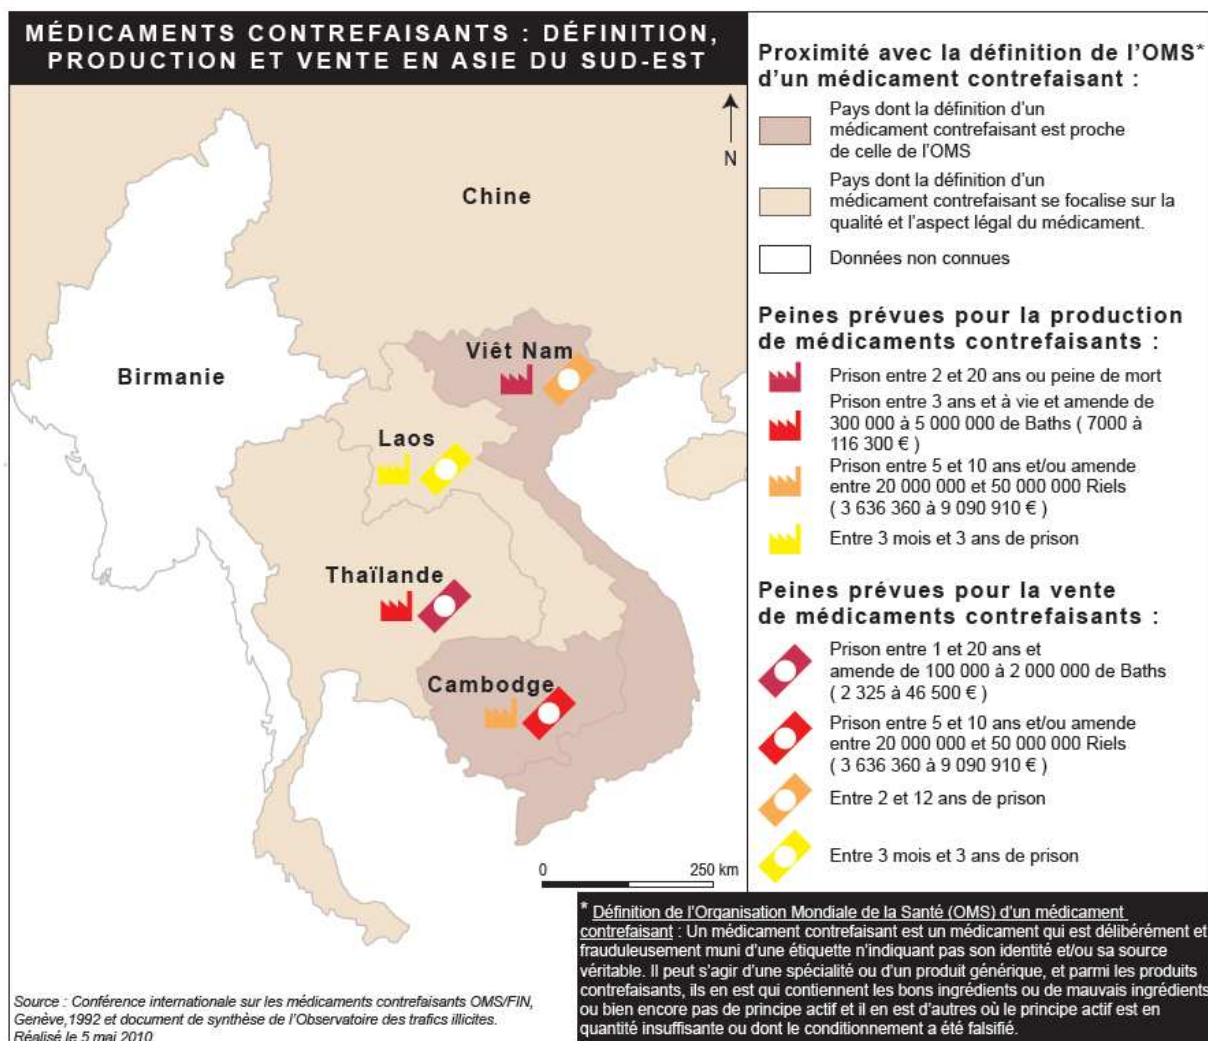 MÉDICAMENTS CONTREFAISANTS : DÉFINITION,
PRODUCTION ET VENTE EN ASIE DU SUD-EST
N
Chine
Birmanie
Viêt Nam
Laos
Thaïlande
Cambodge
0 250 km
Source : Conférence internationale sur les médicaments contrefaisants OMS/FIN,
Genève,1992 et document de synthèse de l'Observatoire des trafics illicites.
Réalisé le 5 mai 2010
Proximité avec la définition de l'OMS*
d'un médicament contrefaisant :
Pays dont la définition d'un
médicament contrefaisant est proche
de celle de l'OMS
Pays dont la définition d'un
médicament contrefaisant se focalise sur la
qualité et l'aspect légal du médicament.
Données non connues
Peines prévues pour la production
de médicaments contrefaisants :
Prison entre 2 et 20 ans ou peine de mort
Prison entre 3 ans et à vie et amende de
300 000 à 5 000 000 de Baths ( 7000 à
116 300 € )
Prison entre 5 et 10 ans et/ou amende
entre 20 000 000 et 50 000 000 Riels
( 3 636 360 à 9 090 910 € )
Entre 3 mois et 3 ans de prison
Peines prévues pour la vente
de médicaments contrefaisants :
Prison entre 1 et 20 ans et
amende de 100 000 à 2 000 000 de Baths
( 2 325 à 46 500 € )
Prison entre 5 et 10 ans et/ou amende
entre 20 000 000 et 50 000 000 Riels
( 3 636 360 à 9 090 910 € )
Entre 2 et 12 ans de prison
Entre 3 mois et 3 ans de prison
* Définition de l'Organisation Mondiale de la Santé (OMS) d'un médicament
contrefaisant : Un médicament contrefaisant est un médicament qui est délibérément et
frauduleusement muni d'une étiquette n'indiquant pas son identité et/ou sa source
véritable. Il peut s'agir d'une spécialité ou d'un produit générique, et parmi les produits
contrefaisants, ils en est qui contiennent les bons ingrédients ou de mauvais ingrédients
ou bien encore pas de principe actif et il en est d'autres où le principe actif est en
quantité insuffisante ou dont le conditionnement a été falsifié.